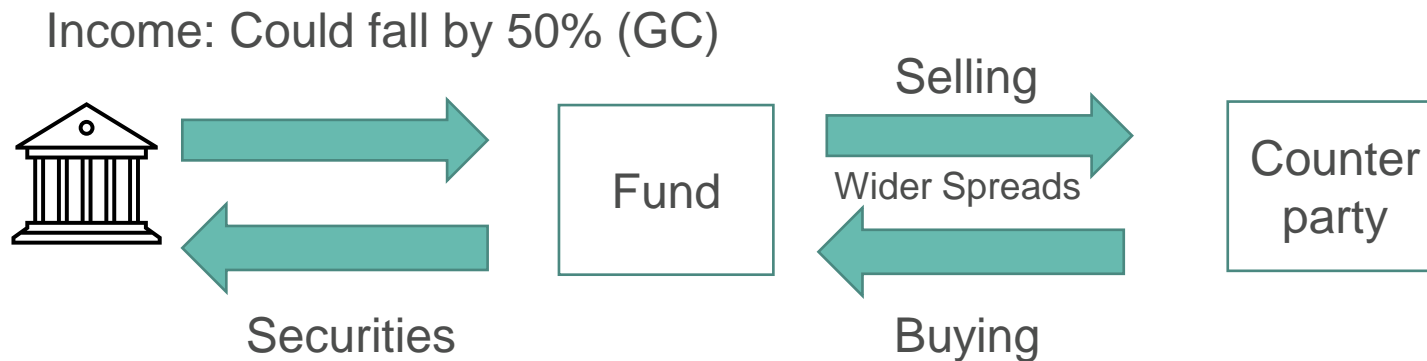 Income: Could fall by 50% (GC)
Selling
Fund
Wider Spreads
Counter
party
Securities
Buying